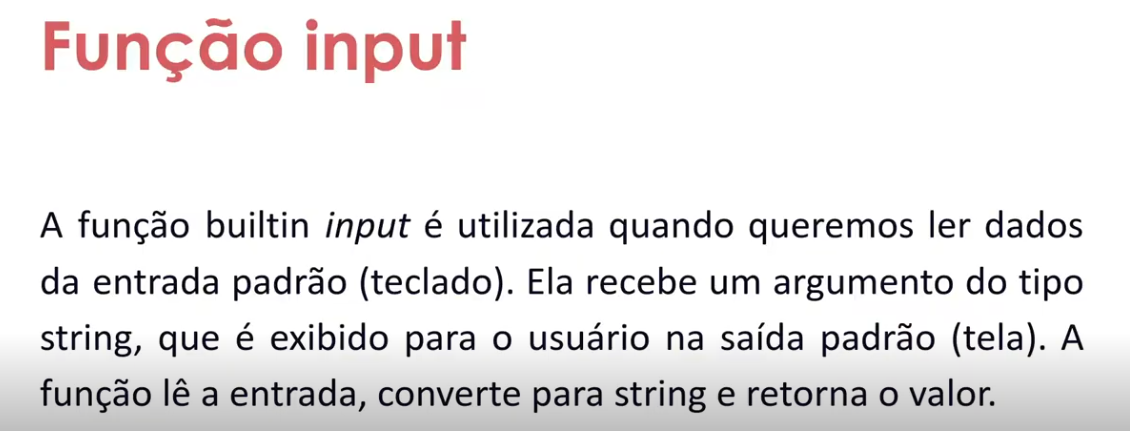 Função input
A função builtin input é utilizada quando queremos ler dados
da entrada padrão (teclado). Ela recebe um argumento do tipo
string, que é exibido para o usuário na saída padrão (tela). A
função lê a entrada, converte para string e retorna o valor.